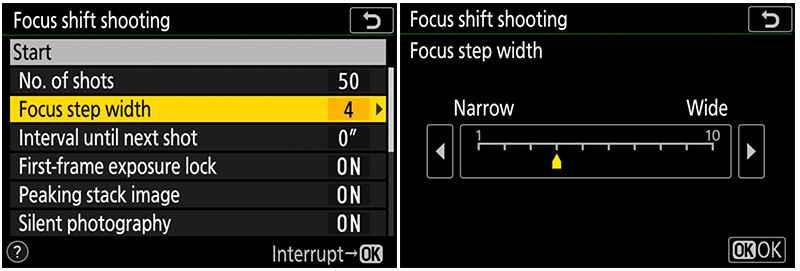 Focus shift shooting
Start
No. of shots 50
Focus step width 4
Interval until next shot 0″
First-frame exposure lock ON
Peaking stack image ON
Silent photography ON
? Interrupt→OK
Focus shift shooting
Focus step width
Narrow Wide
1 10
OK OK